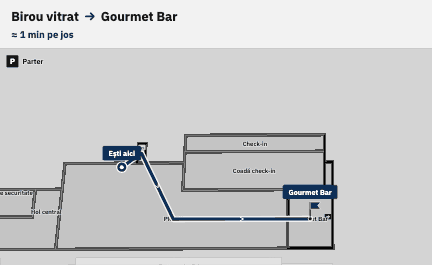 Birou vitrat → Gourmet Bar
≈ 1 min pe jos
P Parter
Check-In
Ești aici
Coadă check-in
Gourmet Bar
securitate
Hol central